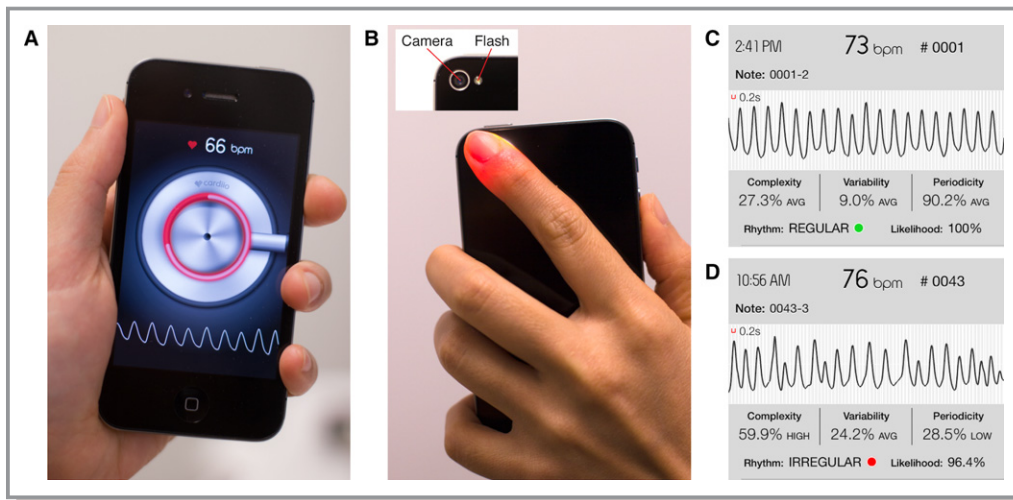 A
66 bpm
cardiio
B
Camera Flash
C
2:41 PM 73 bpm # 0001
Note: 0001-2
0.2s
Complexity Variability Periodicity
27.3% AVG 9.0% AVG 90.2% AVG
Rhythm: REGULAR Likelihood: 100%
D
10:56 AM 76 bpm # 0043
Note: 0043-3
0.2s
Complexity Variability Periodicity
59.9% HIGH 24.2% AVG 28.5% LOW
Rhythm: IRREGULAR Likelihood: 96.4%